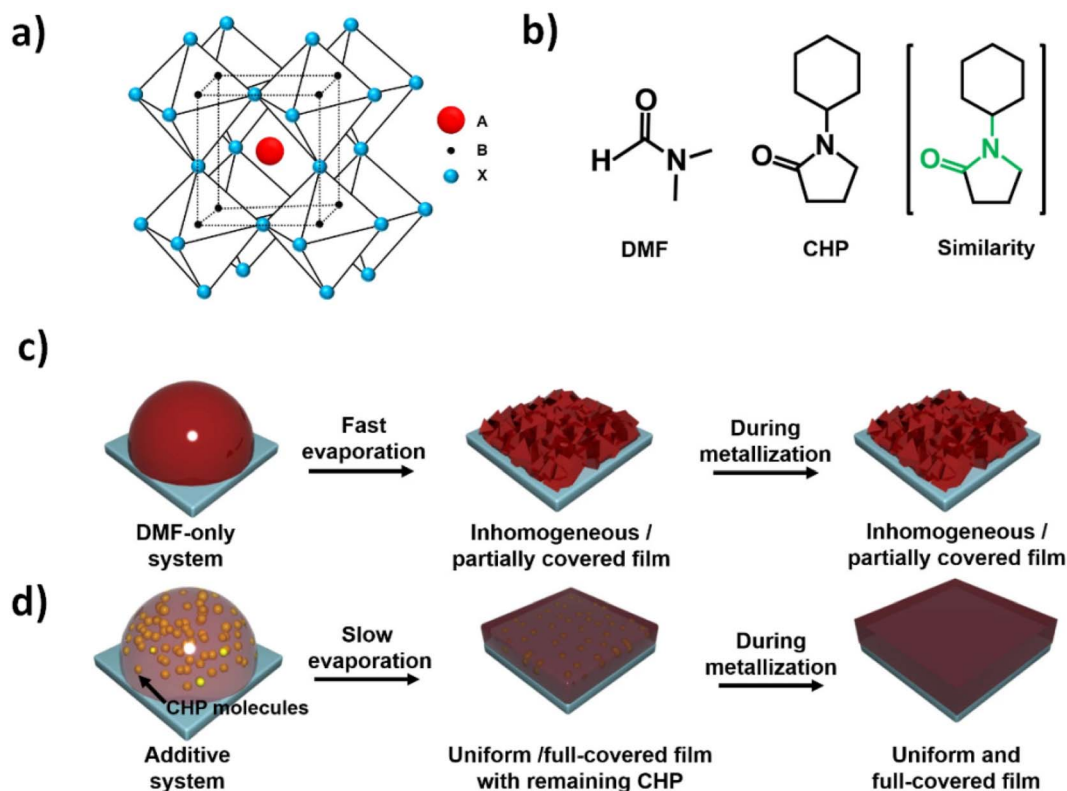 a)
A
B
X
b)
O
H
N
DMF
O
N
CHP
O
N
Similarity
c)
DMF-only
system
Fast
evaporation
Inhomogeneous /
partially covered film
During
metallization
Inhomogeneous /
partially covered film
d)
CHP molecules
Additive
system
Slow
evaporation
Uniform /full-covered film
with remaining CHP
During
metallization
Uniform and
full-covered film